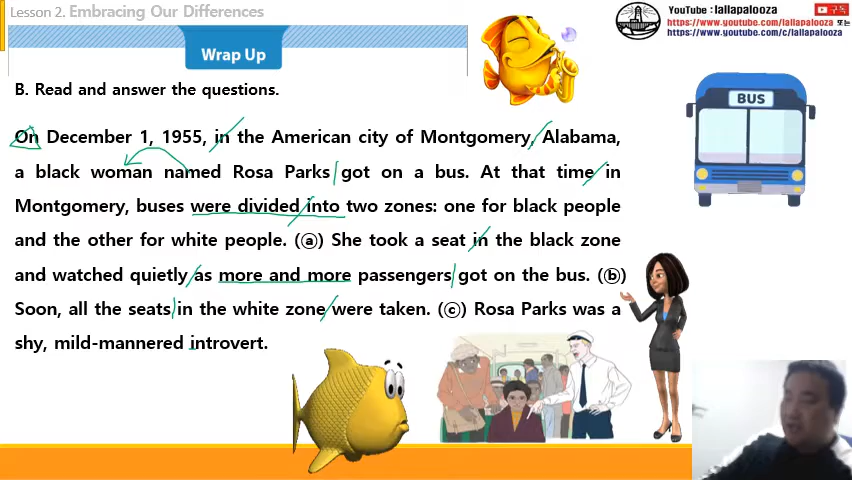 Lesson 2. Embracing Our Differences
YouTube : lallapalooza 구독
https://www.youtube.com/lallapalooza 또는
https://www.youtube.com/c/lallapalooza
Wrap Up
BUS
B. Read and answer the questions.
On December 1, 1955, in the American city of Montgomery, Alabama,
a black woman named Rosa Parks got on a bus. At that time in
Montgomery, buses were divided into two zones: one for black people
and the other for white people. (ⓐ) She took a seat in the black zone
and watched quietly as more and more passengers got on the bus. (ⓑ)
Soon, all the seats in the white zone were taken. (ⓒ) Rosa Parks was a
shy, mild-mannered introvert.